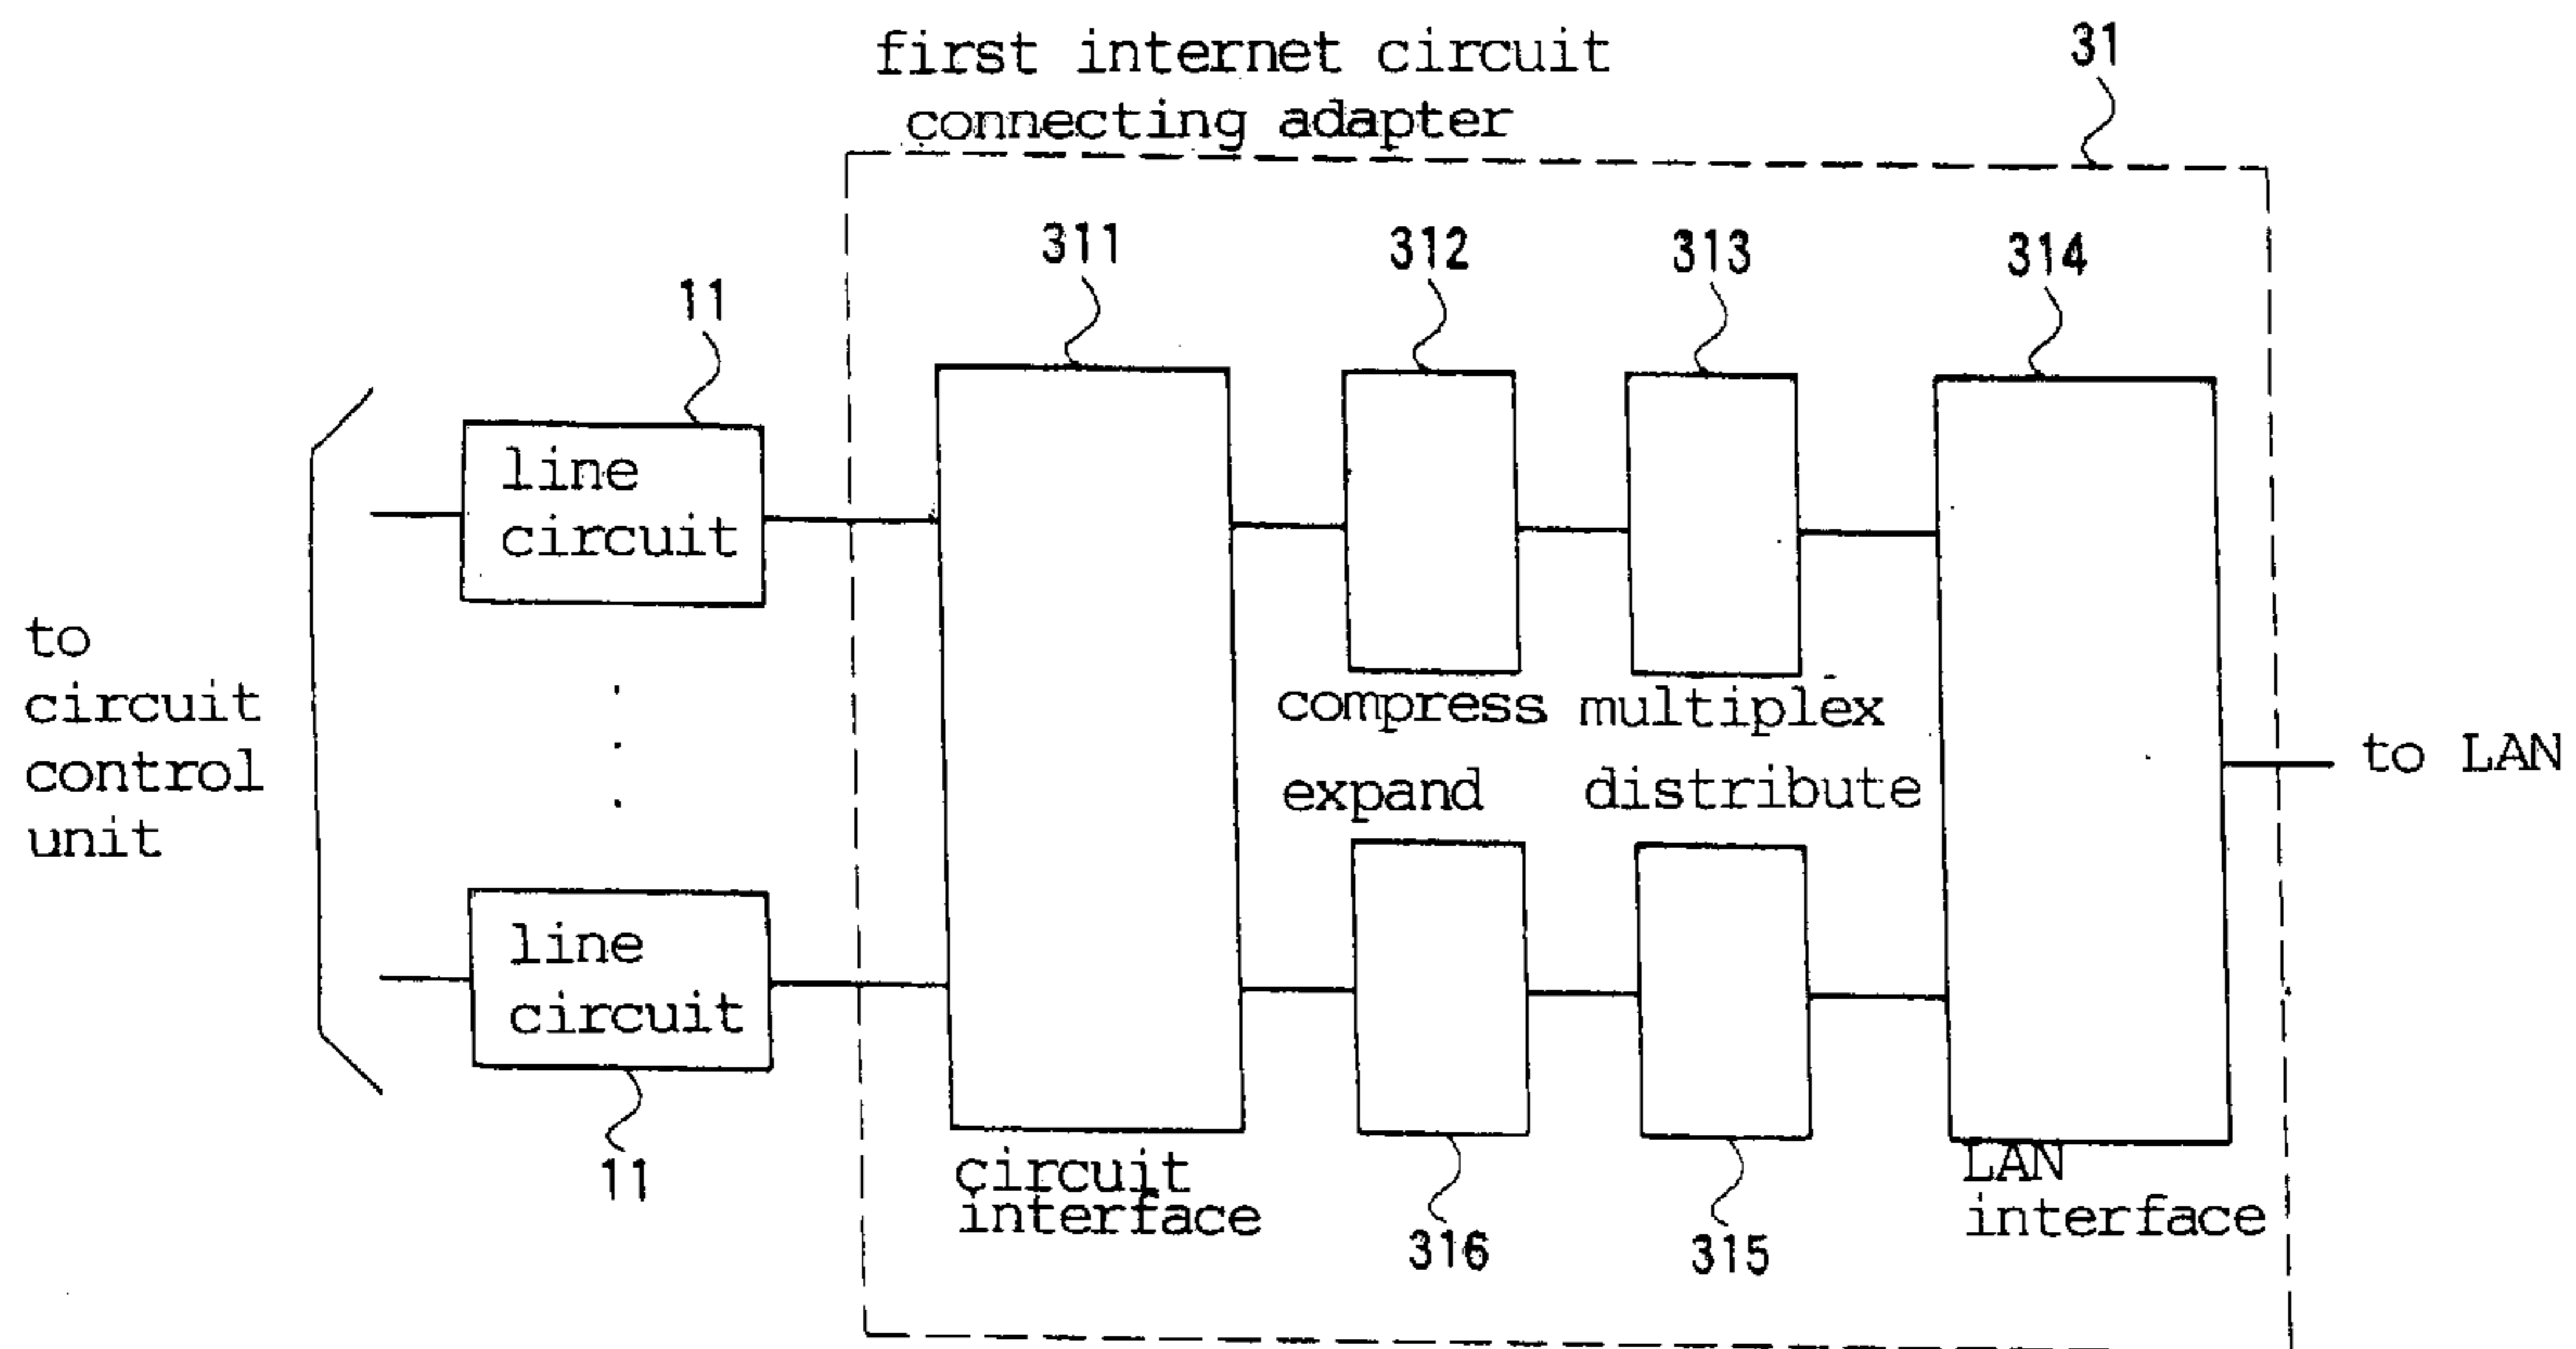 first internet circuit
connecting adapter
31
311
312
313
314
11
line
circuit
to
circuit
control
unit
compress
multiplex
expand
distribute
to LAN
line
circuit
11
circuit
interface
LAN
interface
316
315